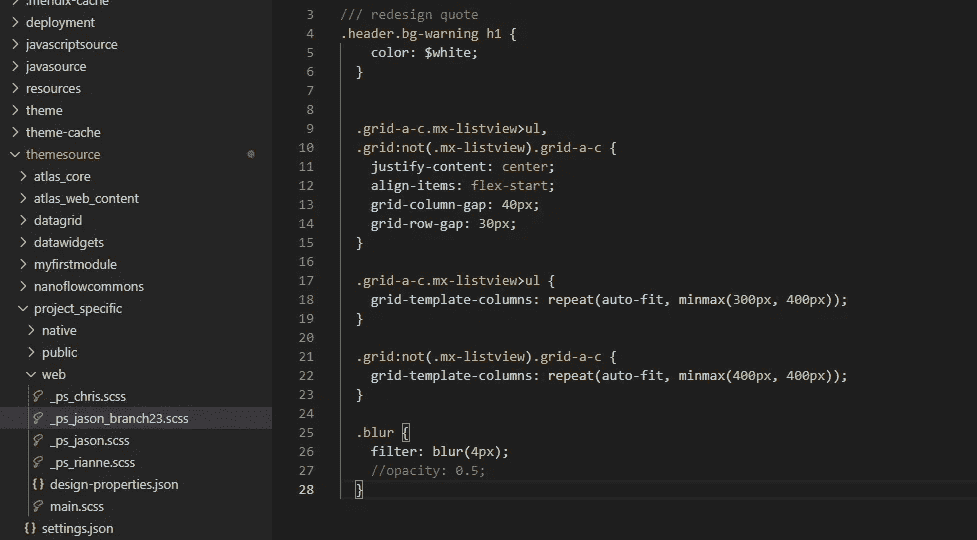 .mendix-cache
deployment
javascriptsource
javasource
resources
theme
theme-cache
themesource
atlas_core
atlas_web_content
datagrid
datawidgets
myfirstmodule
nanoflowcommons
project_specific
native
public
web
_ps_chris.scss
_ps_jason_branch23.scss
_ps_jason.scss
_ps_rianne.scss
{} design-properties.json
main.scss
{} settings.json
3 /// redesign quote
4 .header.bg-warning h1 {
5 color: $white;
6 }
7
8
9 .grid-a-c.mx-listview>ul,
10 .grid:not(.mx-listview).grid-a-c {
11 justify-content: center;
12 align-items: flex-start;
13 grid-column-gap: 40px;
14 grid-row-gap: 30px;
15 }
16
17 .grid-a-c.mx-listview>ul {
18 grid-template-columns: repeat(auto-fit, minmax(300px, 400px));
19 }
20
21 .grid:not(.mx-listview).grid-a-c {
22 grid-template-columns: repeat(auto-fit, minmax(400px, 400px));
23 }
24
25 .blur {
26 filter: blur(4px);
27 //opacity: 0.5;
28 }